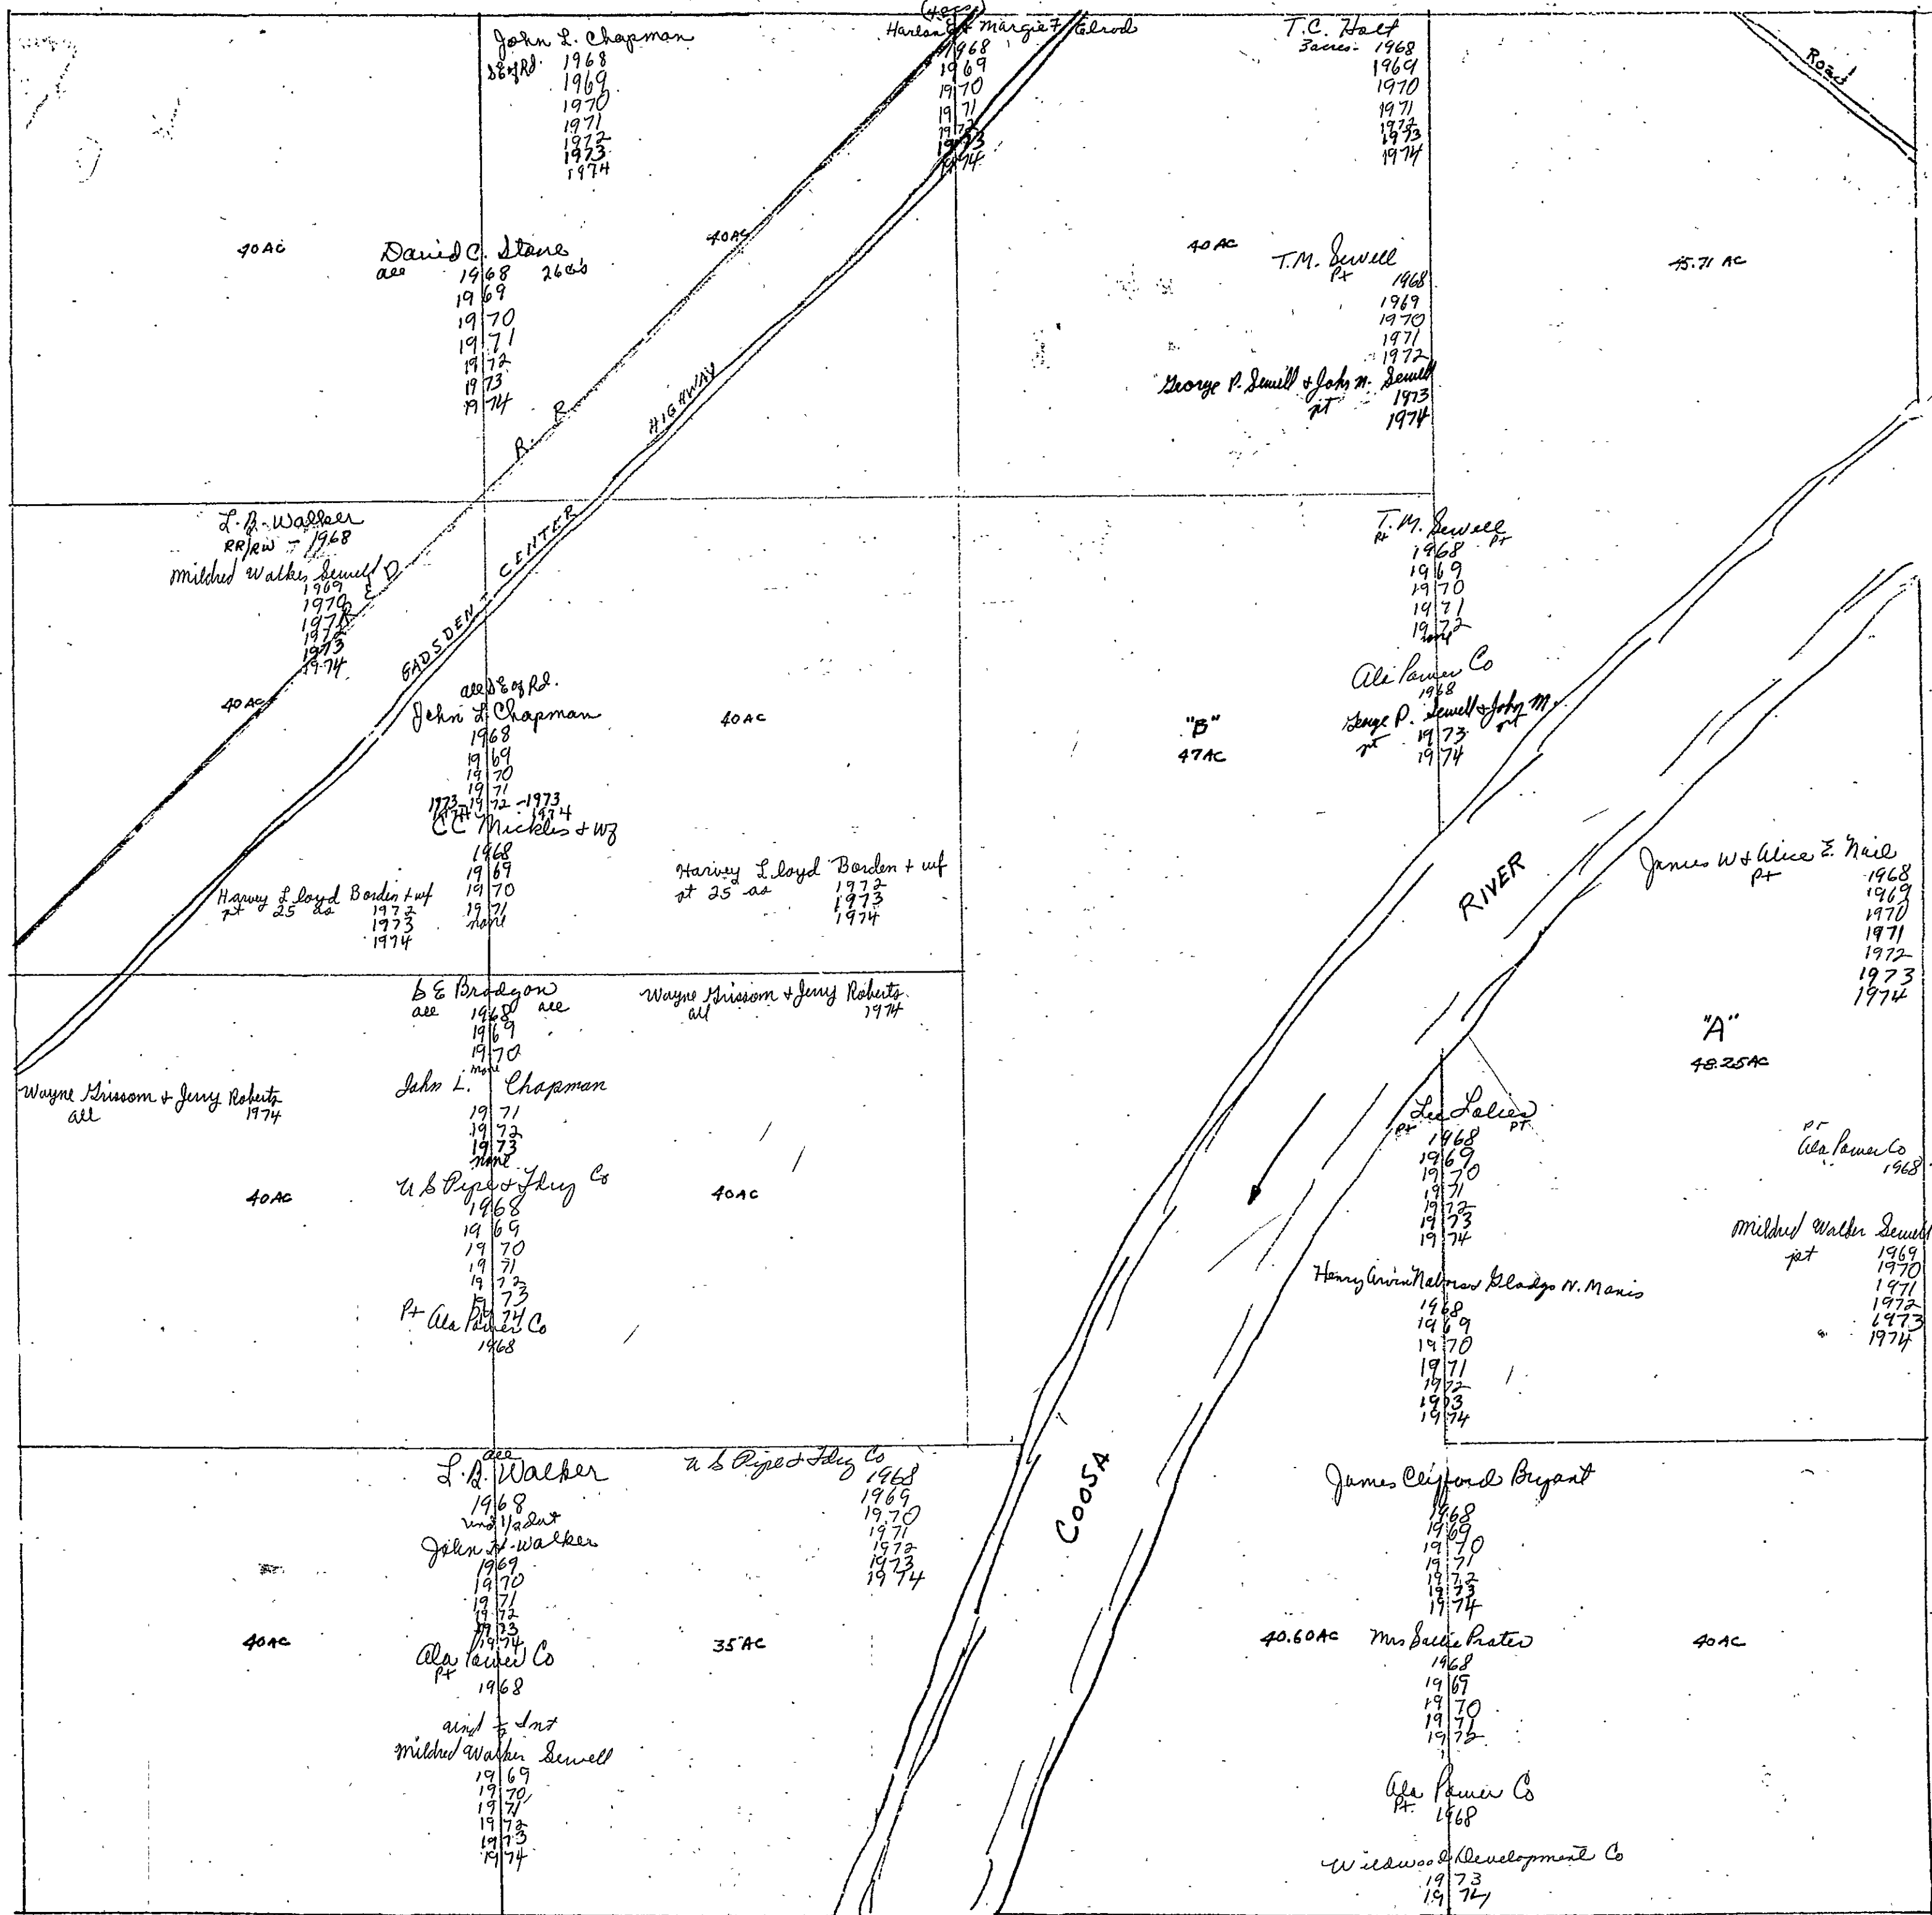 John L. Chapman
SE of Rd. 1968
1969
1970
1971
1972
1973
1974
Harlan & Margie F. Elrod
1968
1969
1970
1971
1972
1973
1974
T.C. Holt
3 acres - 1968
1969
1970
1971
1972
1973
1974
Road
40 AC
David C. Stone
all 1968 26 as
1969
1970
1971
1972
1973
1974
40 AC
40 AC
T.M. Sewell
Pt 1968
1969
1970
1971
1972
George P. Sewell & John M. Sewell
pt 1973
1974
45.71 AC
R. R.
HIGHWAY
CENTER
GADSDEN
L.B. Walker
RR/RW - 1968
Mildred Walker Sewell
1969
1970
1971
1972
1973
1974
R E D
40 AC
all SE of Rd.
John L. Chapman
1968
1969
1970
1971
1973 - 1972 - 1973
1974 1974
CC Mickles & wf
1968
1969
1970
1971
none
Harvey Lloyd Borden + wf
pt 25 as 1972
1973
1974
40 AC
Harvey Lloyd Borden + wf
pt 25 as 1972
1973
1974
T.M. Sewell
Pt Pt
1968
1969
1970
1971
1972
none
Ala Power Co
1968
George P. Sewell & John M.
pt 1973 pt
1974
"B"
47 AC
RIVER
James W & Alice E. Nail
Pt 1968
1969
1970
1971
1972
1973
1974
"A"
48.25 AC
S E Brodgon
all 1968 all
1969
1970
none
Wayne Grissom & Jerry Roberts
all 1974
Wayne Grissom & Jerry Roberts
all 1974
John L. Chapman
1971
1972
1973
none
U S Pipe & Fdry Co
1968
1969
1970
1971
1972
1973
1974
Pt Ala Power Co
1968
40 AC
40 AC
Pt PT
1968
1969
1970
1971
1972
1973
1974
PT
Ala Power Co
1968
Mildred Walker Sewell
pt 1969
1970
1971
1972
1973
1974
Henry Gladys N. Manis
1968
1969
1970
1971
1972
1973
1974
all
L.B. Walker
1968
und 1/2 Int
John H. Walker
1969
1970
1971
1972
1973
1974
Ala Power Co
Pt
1968
und 1/2 Int
Mildred Walker Sewell
1969
1970
1971
1972
1973
1974
40 AC
U S Pipe & Fdry Co
1968
1969
1970
1971
1972
1973
1974
35 AC
COOSA
James Clifford Bryant
1968
1969
1970
1971
1972
1973
1974
40.60 AC
Mrs Sallie Prater
1968
1969
1970
1971
1972
40 AC
Ala Power Co
Pt. 1968
Wildwood Development Co
1973
1974